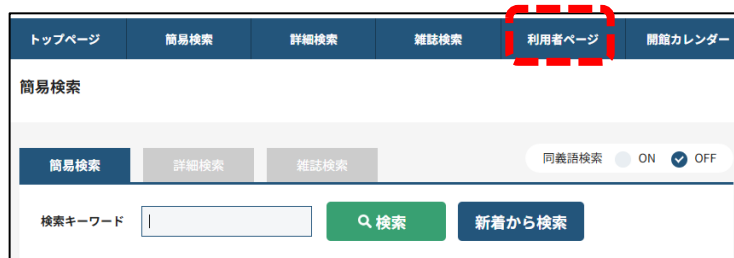 トップページ 簡易検索 詳細検索 雑誌検索 利用者ページ 開館カレンダー
簡易検索
簡易検索 詳細検索 雑誌検索 同義語検索 ON OFF
検索キーワード 検索 新着から検索